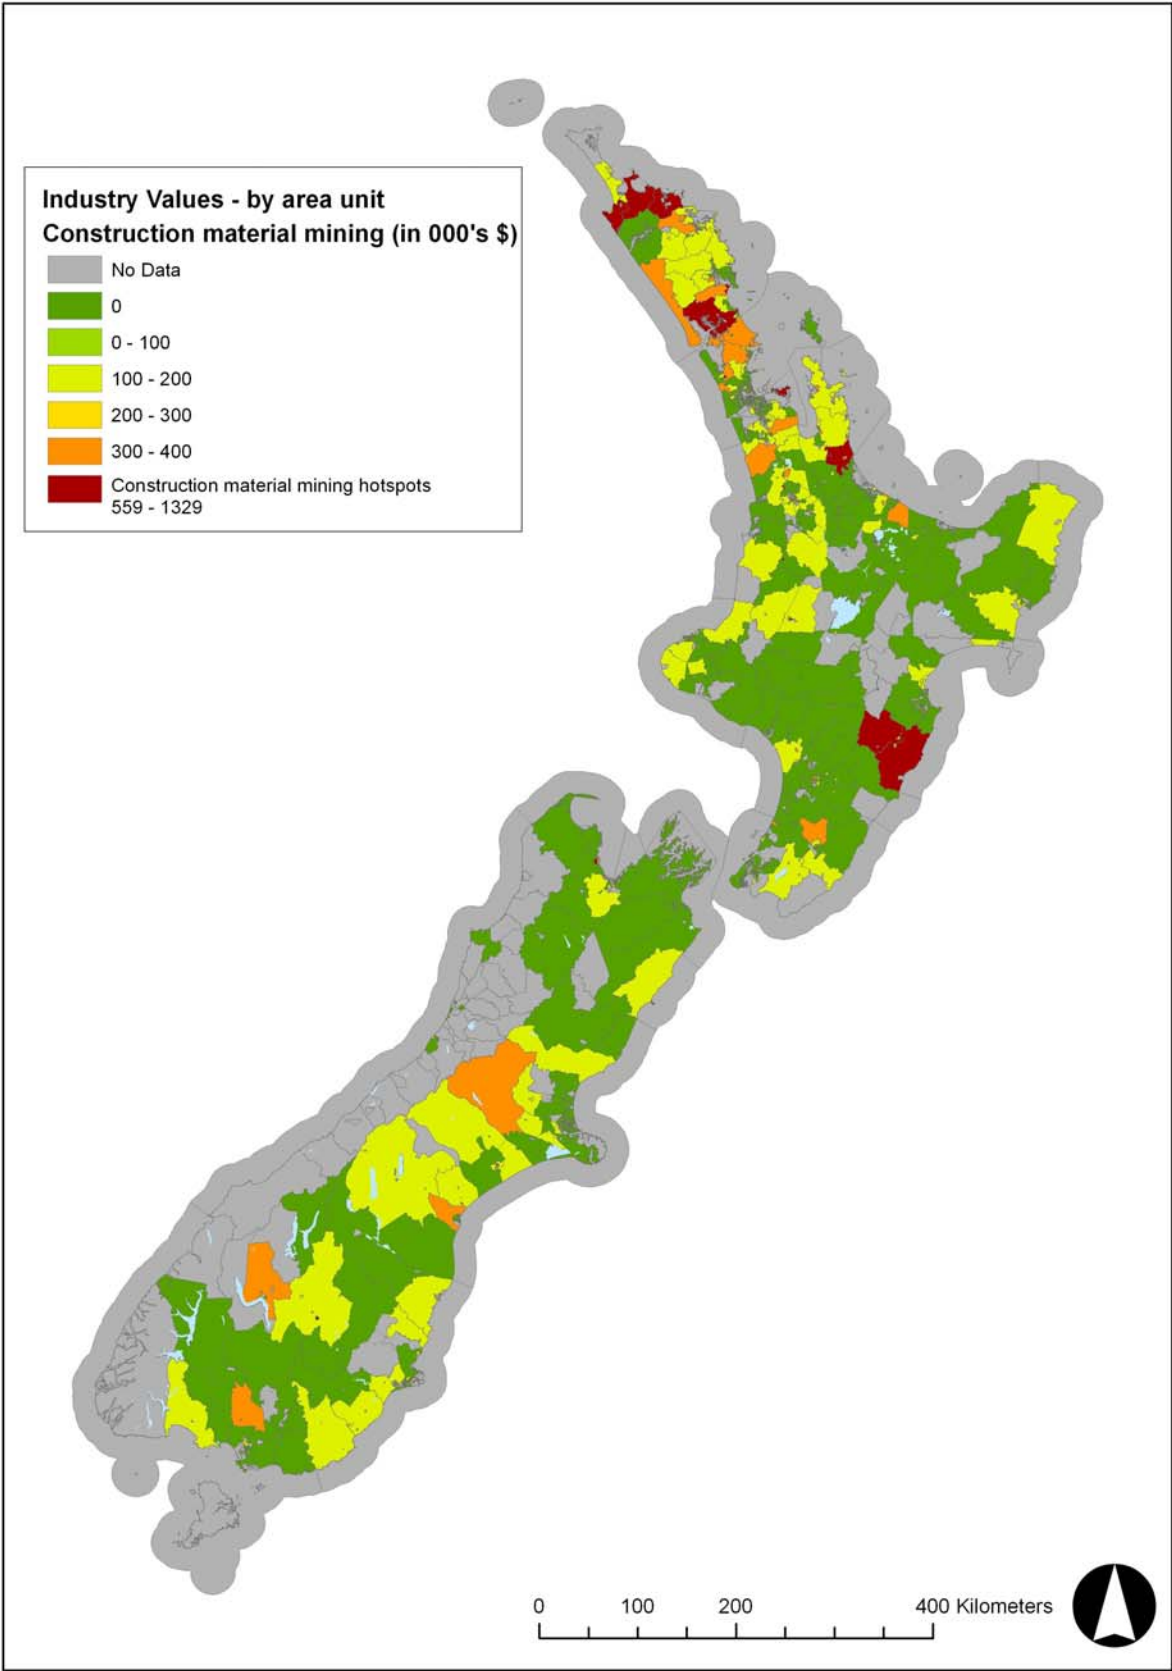 Industry Values - by area unit
Construction material mining (in 000's $)
No Data
0
0 - 100
100 - 200
200 - 300
300 - 400
Construction material mining hotspots
559 - 1329
0 100 200 400 Kilometers